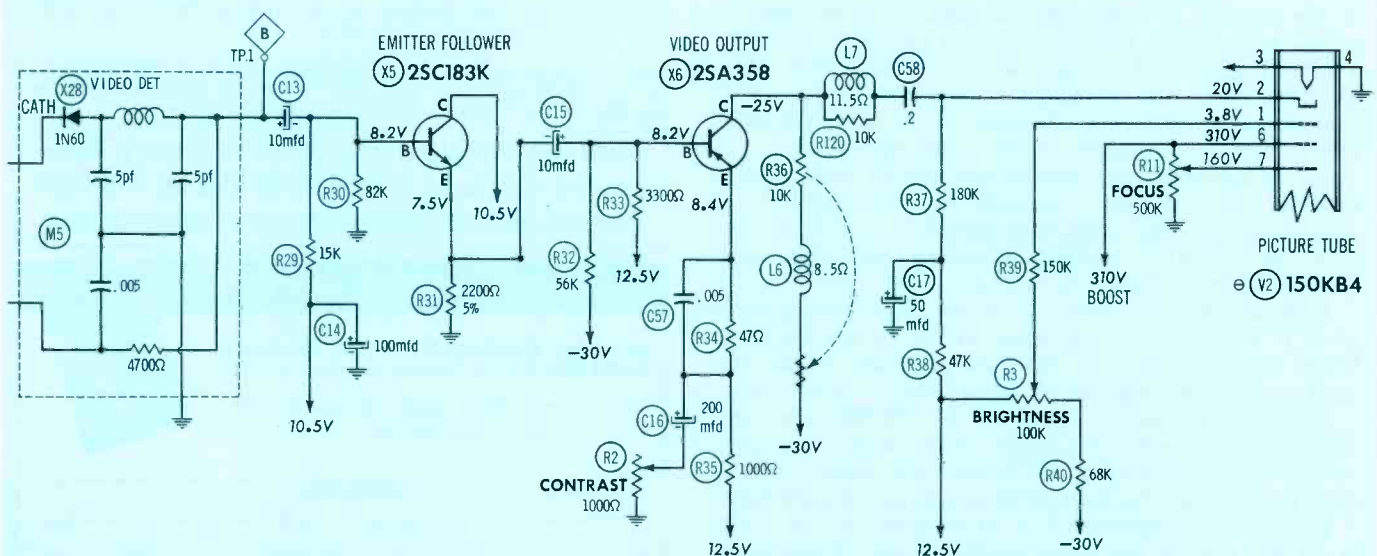 B
TP.1
EMITTER FOLLOWER
X5 2SC183K
VIDEO OUTPUT
X6 2SA358
L7
11.5Ω
10K
R120
C58
.2
3
4
20V 2
3.8V 1
310V 6
160V 7
VIDEO DET
X28
CATH
1N60
5pf
5pf
M5
.005
4700Ω
C13
10mfd
R30
82K
R29
15K
C14
100mfd
10.5V
8.2V
C
B
E
7.5V
10.5V
R31
2200Ω
5%
C15
10mfd
R33
3300Ω
R32
56K
12.5V
-30V
8.2V
C
B
E
-25V
8.4V
R36
10K
L6
8.5Ω
-30V
C57
.005
R34
47Ω
C16
200
mfd
R2
CONTRAST
1000Ω
R35
1000Ω
12.5V
R37
180K
C17
50
mfd
R38
47K
12.5V
R39
150K
R3
BRIGHTNESS
100K
R40
68K
-30V
310V
BOOST
R11
FOCUS
500K
PICTURE TUBE
⊖ V2 150KB4